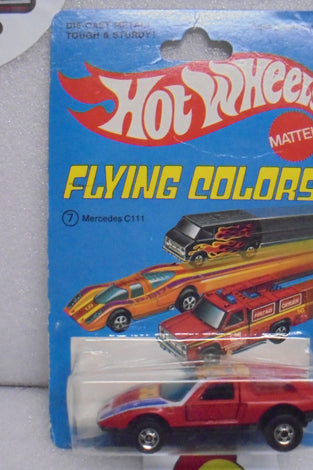 DIE CAST METAL.
TOUGH & STURDY!
HOT WHEELS
MATTEL
FLYING COLORS
7 Mercedes C111